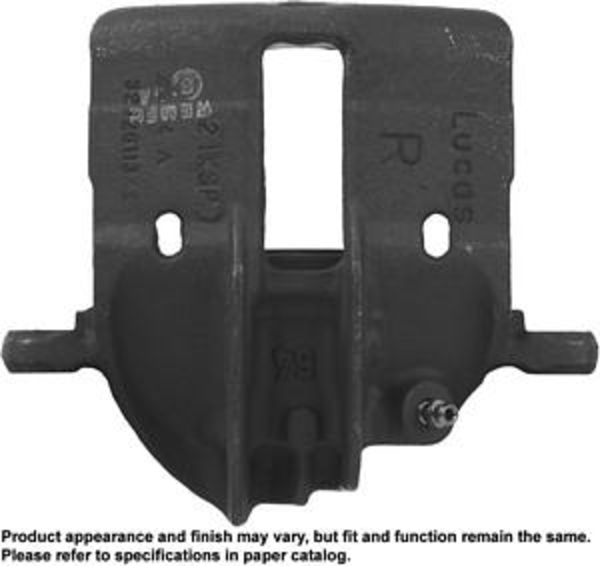 LUCAS
R
21KSP)
54
Product appearance and finish may vary, but fit and function remain the same.
Please refer to specifications in paper catalog.